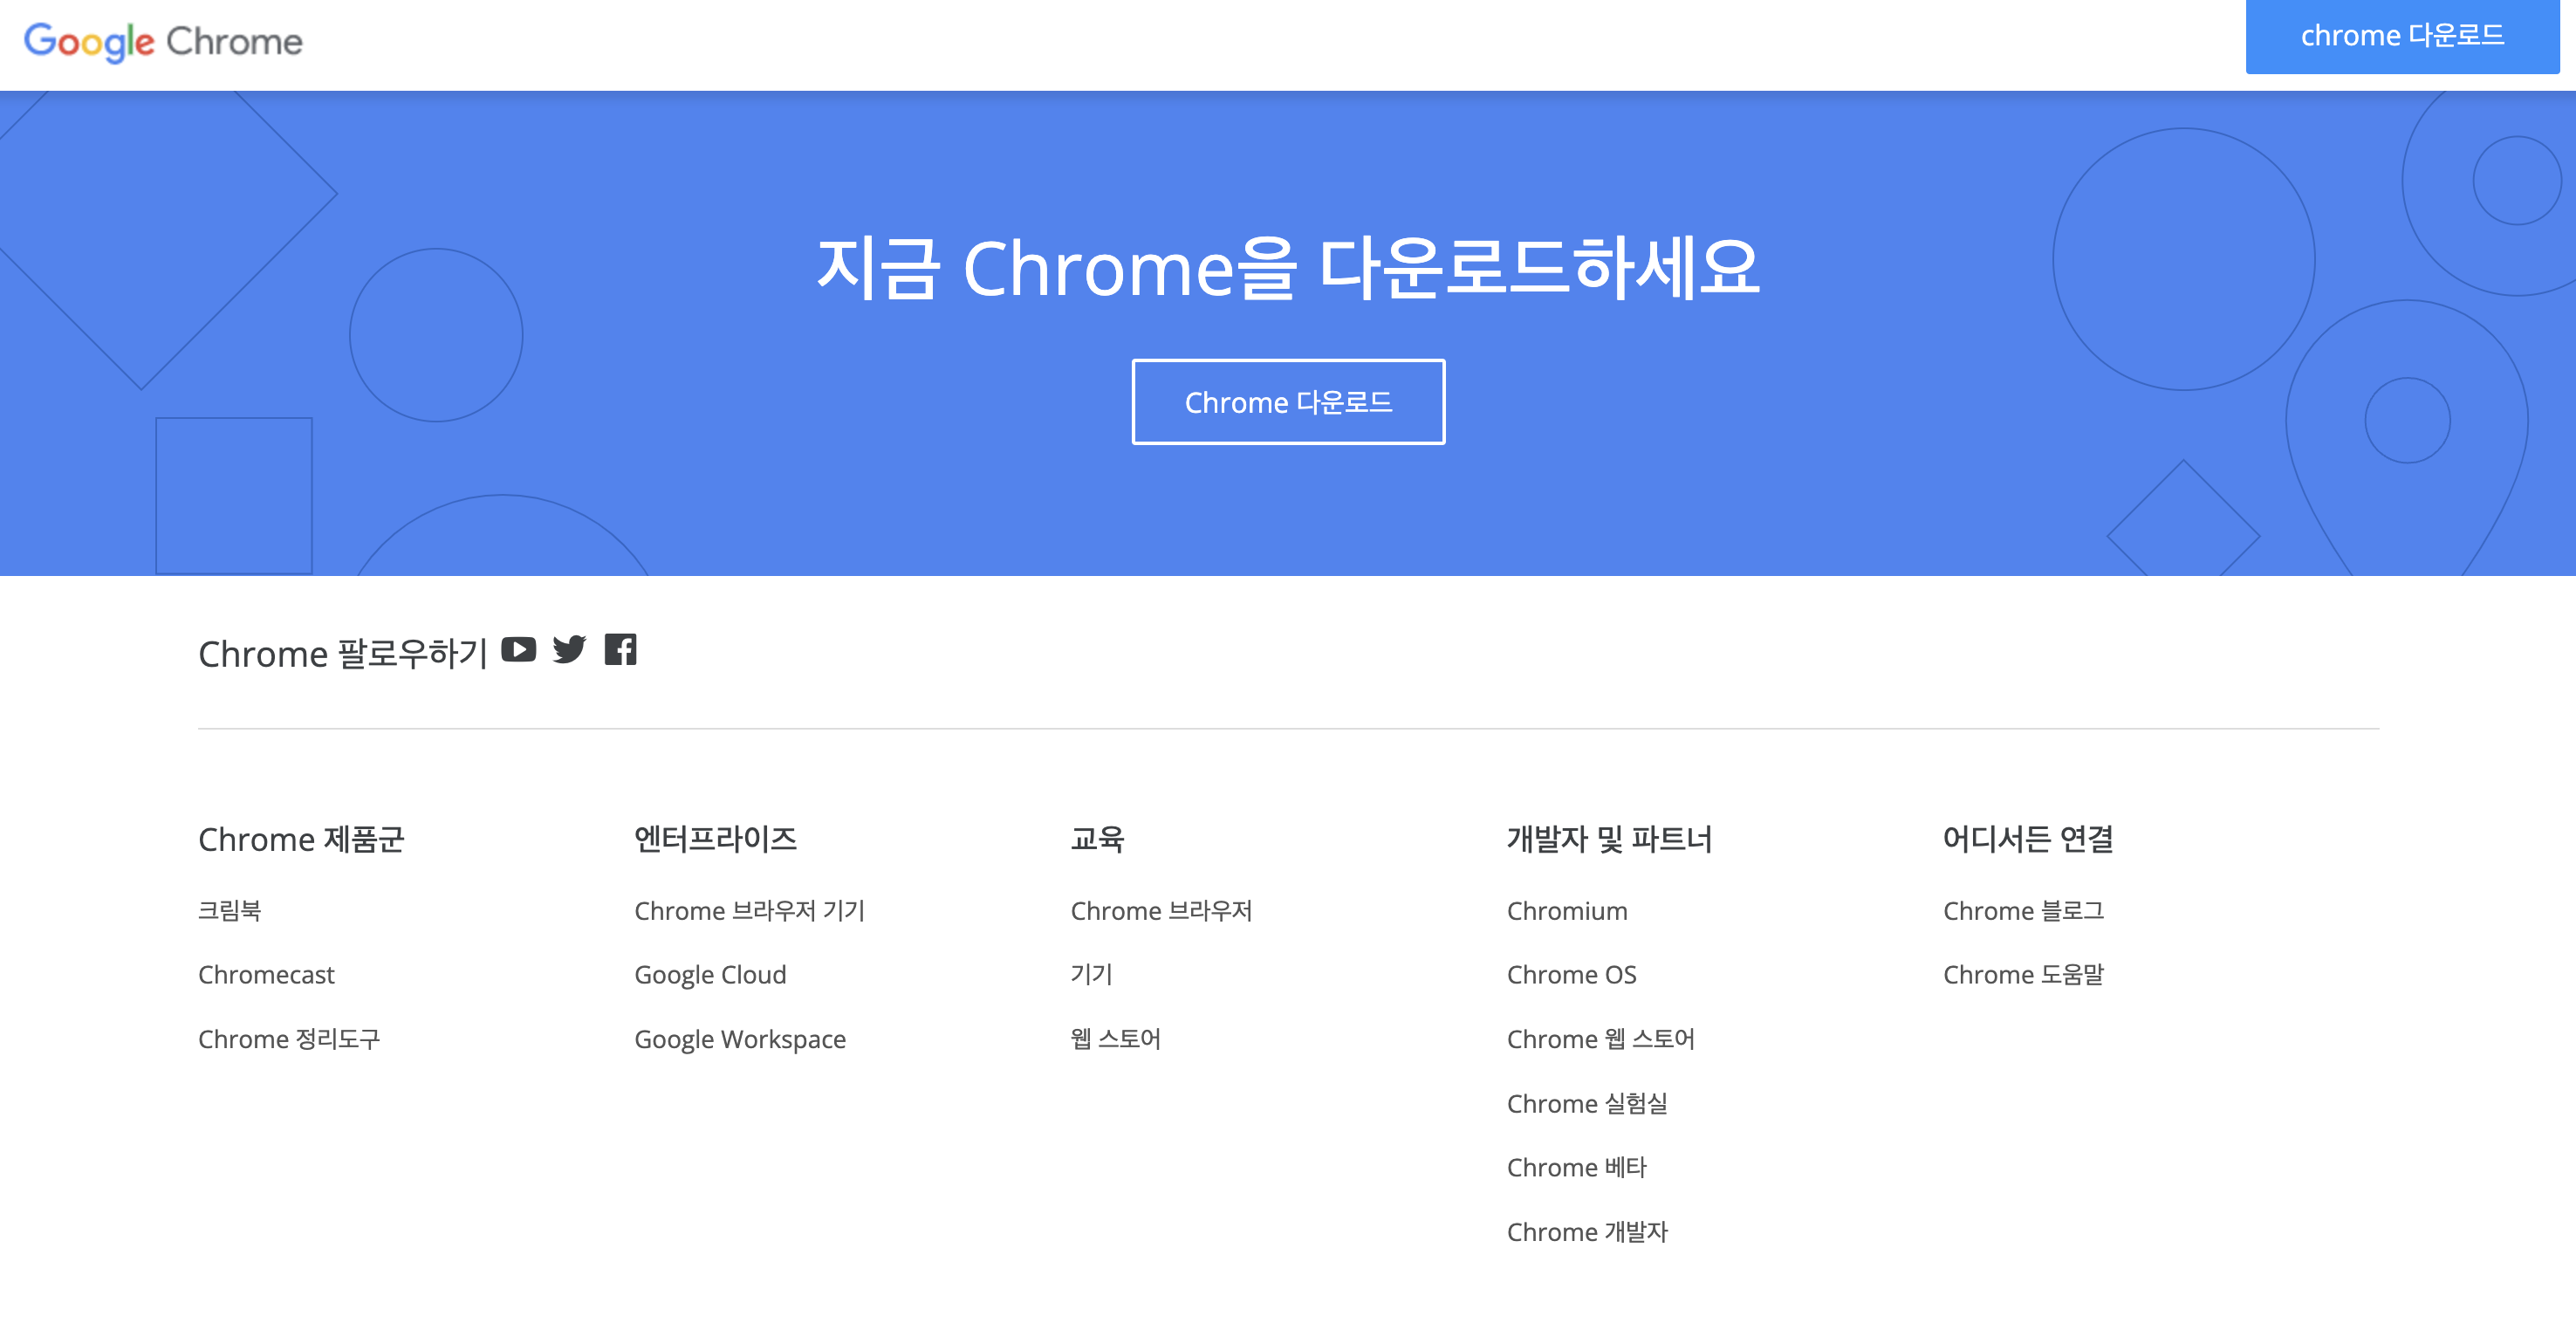 Google Chrome
chrome 다운로드
지금 Chrome을 다운로드하세요
Chrome 다운로드
Chrome 팔로우하기
Chrome 제품군
크림북
Chromecast
Chrome 정리도구
엔터프라이즈
Chrome 브라우저 기기
Google Cloud
Google Workspace
교육
Chrome 브라우저
기기
웹 스토어
개발자 및 파트너
Chromium
Chrome OS
Chrome 웹 스토어
Chrome 실험실
Chrome 베타
Chrome 개발자
어디서든 연결
Chrome 블로그
Chrome 도움말